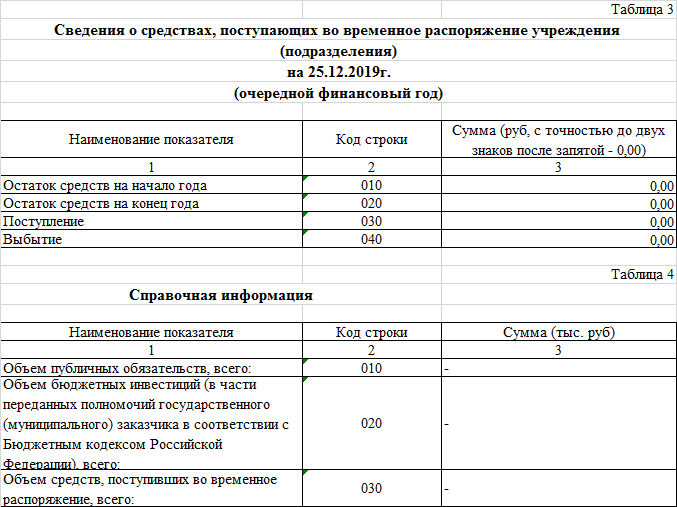 Таблица 3
Сведения о средствах, поступающих во временное распоряжение учреждения
(подразделения)
на 25.12.2019г.
(очередной финансовый год)
Наименование показателя Код строки Сумма (руб, с точностью до двух
знаков после запятой - 0,00)
1 2 3
Остаток средств на начало года 010 0,00
Остаток средств на конец года 020 0,00
Поступление 030 0,00
Выбытие 040 0,00
Таблица 4
Справочная информация
Наименование показателя Код строки Сумма (тыс. руб)
1 2 3
Объем публичных обязательств, всего: 010 -
Объем бюджетных инвестиций (в части
переданных полномочий государственного
(муниципального) заказчика в соответствии с 020 -
Бюджетным кодексом Российской
Федерации), всего:
Объем средств, поступивших во временное 030 -
распоряжение, всего: